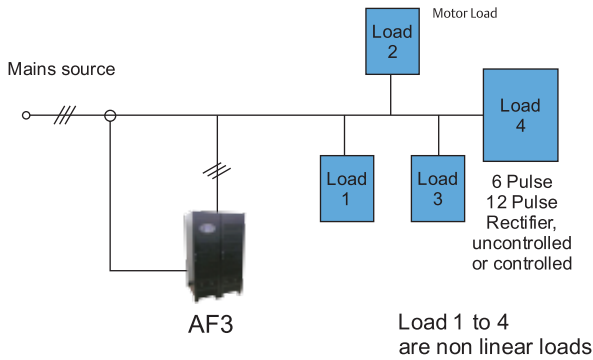 Motor Load
Load
2
Mains source
Load
4
Load
1
Load
3
6 Pulse
12 Pulse
Rectifier,
uncontrolled
or controlled
AF3
Load 1 to 4
are non linear loads